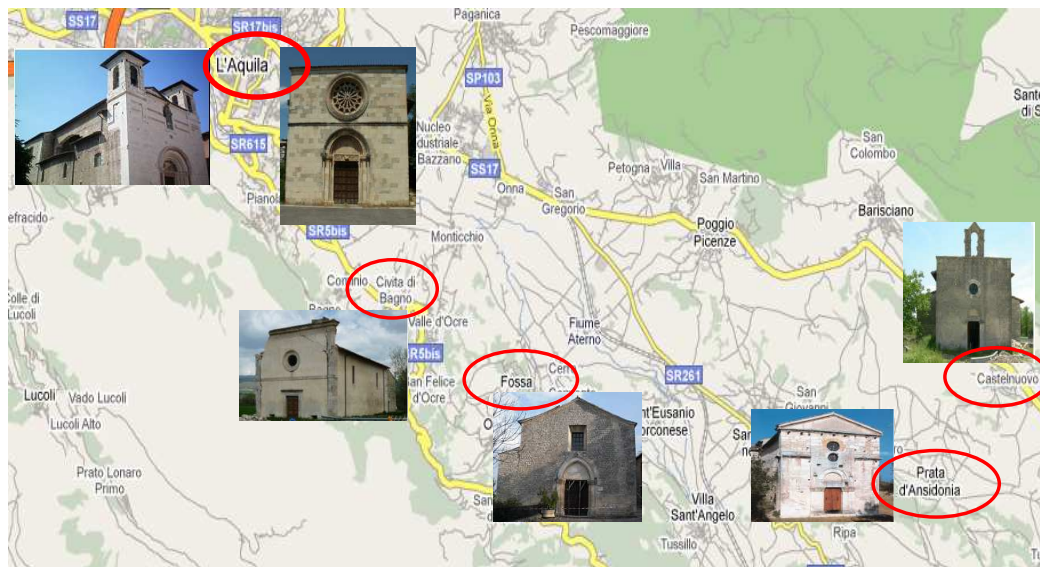 Paganica
SS17
SR17bis
Pescomaggiore
L'Aquila
SP103
Via Onna
Nucleo
Bazzano
SR615
SS17
San
Colombo
Petogna
Villa
San Martino
Onna
San
Gregorio
Barisciano
Poggio
Picenze
SR5bis
Monticchio
Civita di
Bagno
Colle di
Lucoli
Valle d'Ocre
Fiume
Aterno
SR5bis
Fossa
SR261
Castelnuovo
Lucoli
Vado Lucoli
San Felice
d'Ocre
San
Lucoli Alto
Prata
d'Ansidonia
Prato Lonaro
Primo
Villa
Sant'Angelo
Ripa
Tussillo